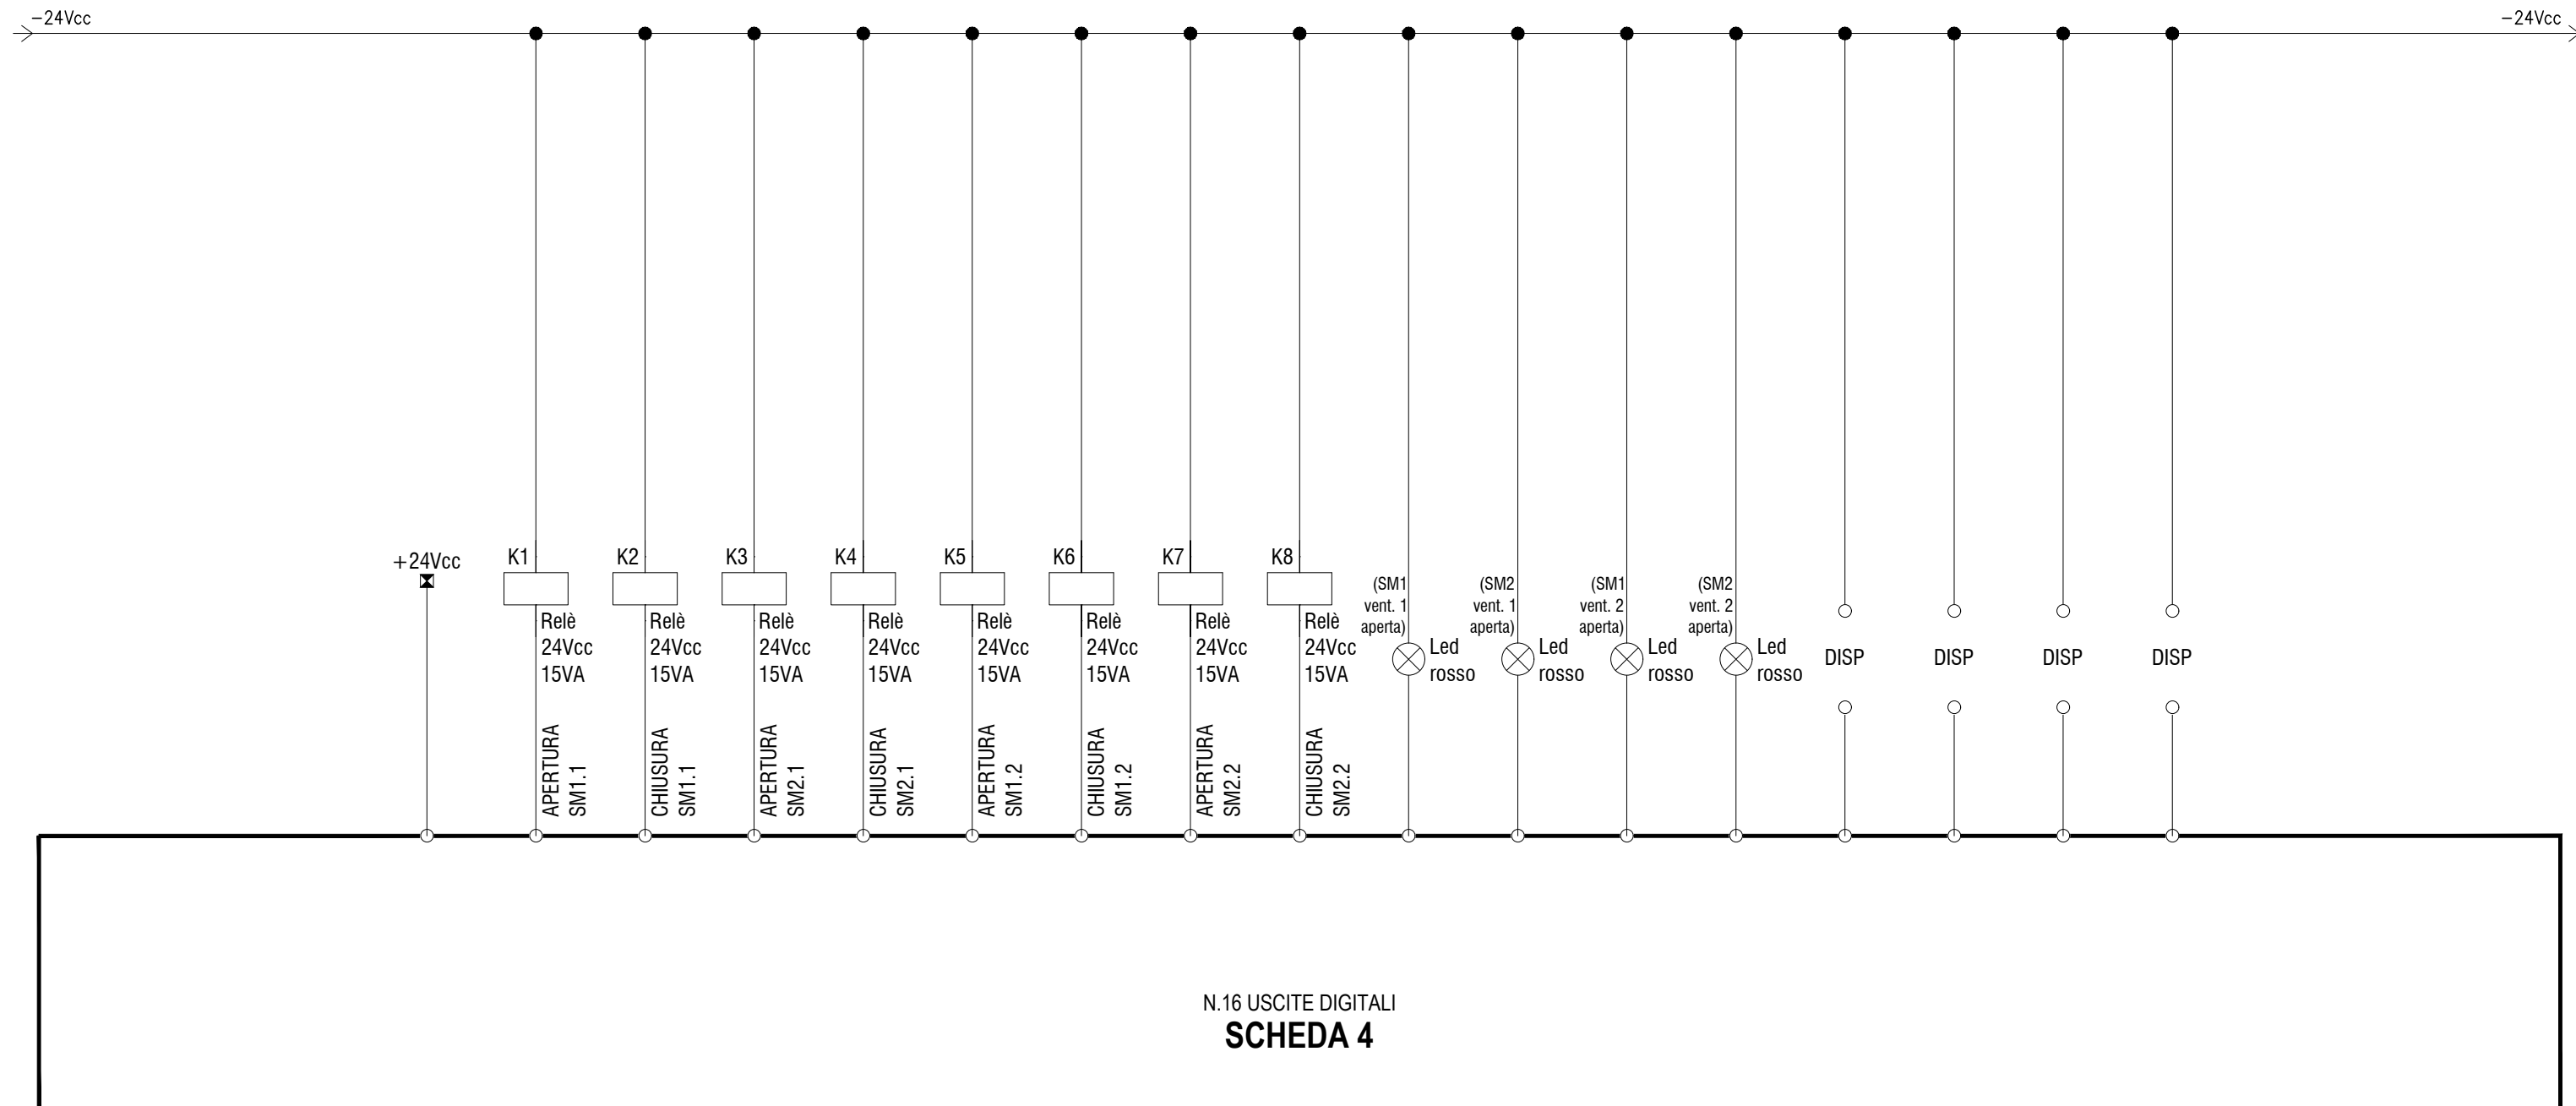 −24Vcc
−24Vcc
+24Vcc
K1
Relè
24Vcc
15VA
APERTURA
SM1.1
K2
Relè
24Vcc
15VA
CHIUSURA
SM1.1
K3
Relè
24Vcc
15VA
APERTURA
SM2.1
K4
Relè
24Vcc
15VA
CHIUSURA
SM2.1
K5
Relè
24Vcc
15VA
APERTURA
SM1.2
K6
Relè
24Vcc
15VA
CHIUSURA
SM1.2
K7
Relè
24Vcc
15VA
APERTURA
SM2.2
K8
Relè
24Vcc
15VA
CHIUSURA
SM2.2
(SM1
vent. 1
aperta)
Led
rosso
(SM2
vent. 1
aperta)
Led
rosso
(SM1
vent. 2
aperta)
Led
rosso
(SM2
vent. 2
aperta)
Led
rosso
DISP
DISP
DISP
DISP
N.16 USCITE DIGITALI
SCHEDA 4